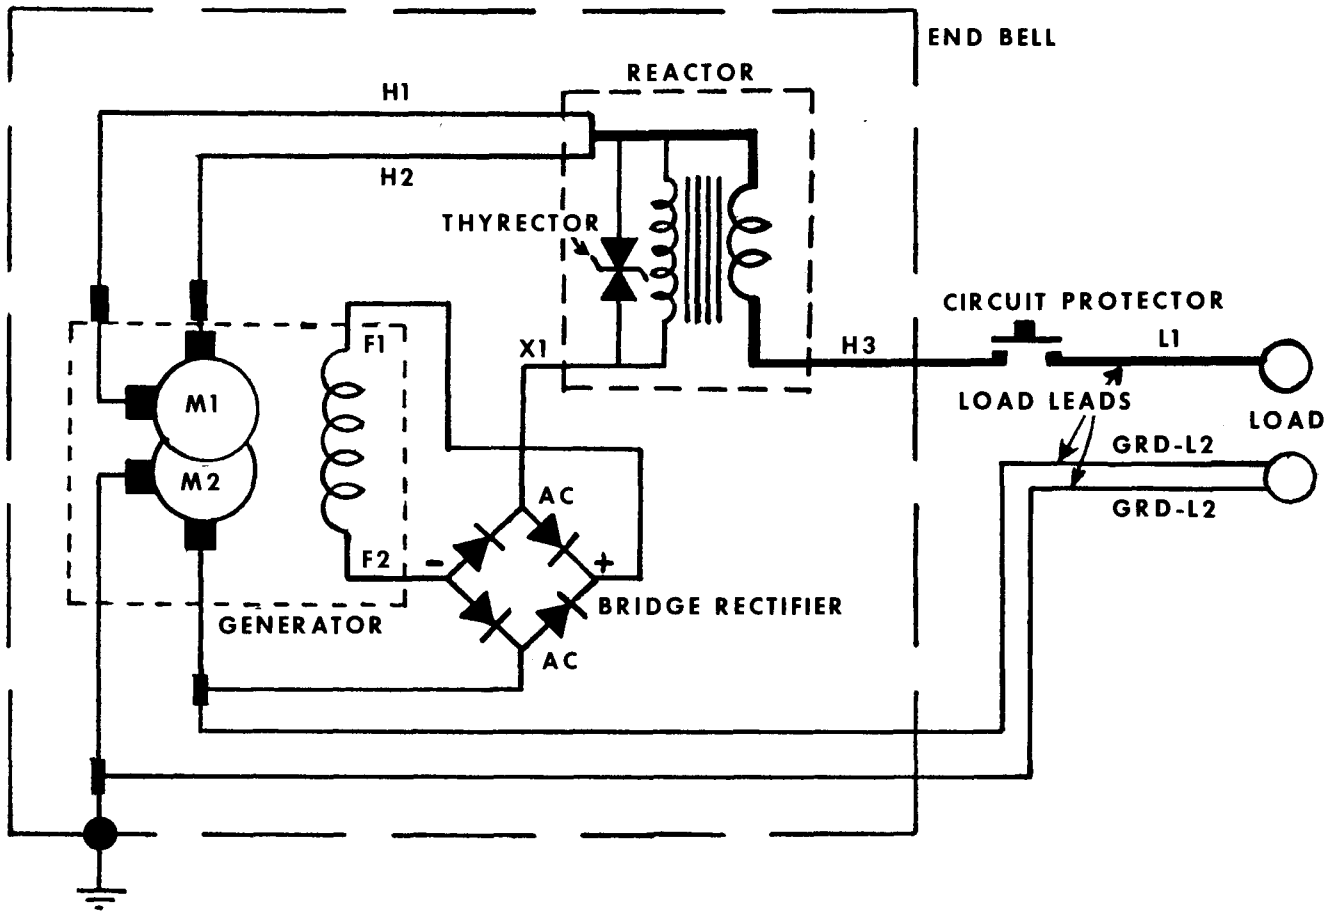 END BELL
REACTOR
H1
H2
THYRECTOR
CIRCUIT PROTECTOR
F1
X1
H3
L1
M1
LOAD LEADS
LOAD
GRD-L2
M2
AC
GRD-L2
F2
-
+
BRIDGE RECTIFIER
GENERATOR
AC